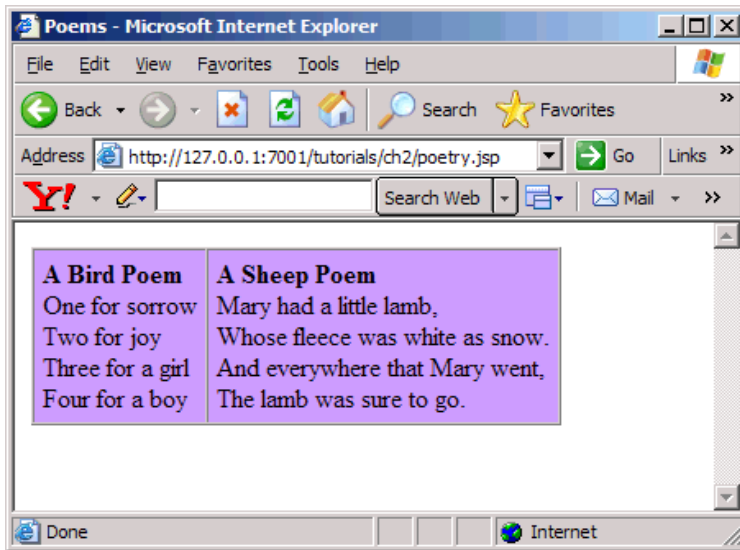 Poems - Microsoft Internet Explorer
File Edit View Favorites Tools Help
Back Search Favorites »
Address http://127.0.0.1:7001/tutorials/ch2/poetry.jsp Go Links »
Y! Search Web Mail »
A Bird Poem
One for sorrow
Two for joy
Three for a girl
Four for a boy
A Sheep Poem
Mary had a little lamb,
Whose fleece was white as snow.
And everywhere that Mary went,
The lamb was sure to go.
Done Internet